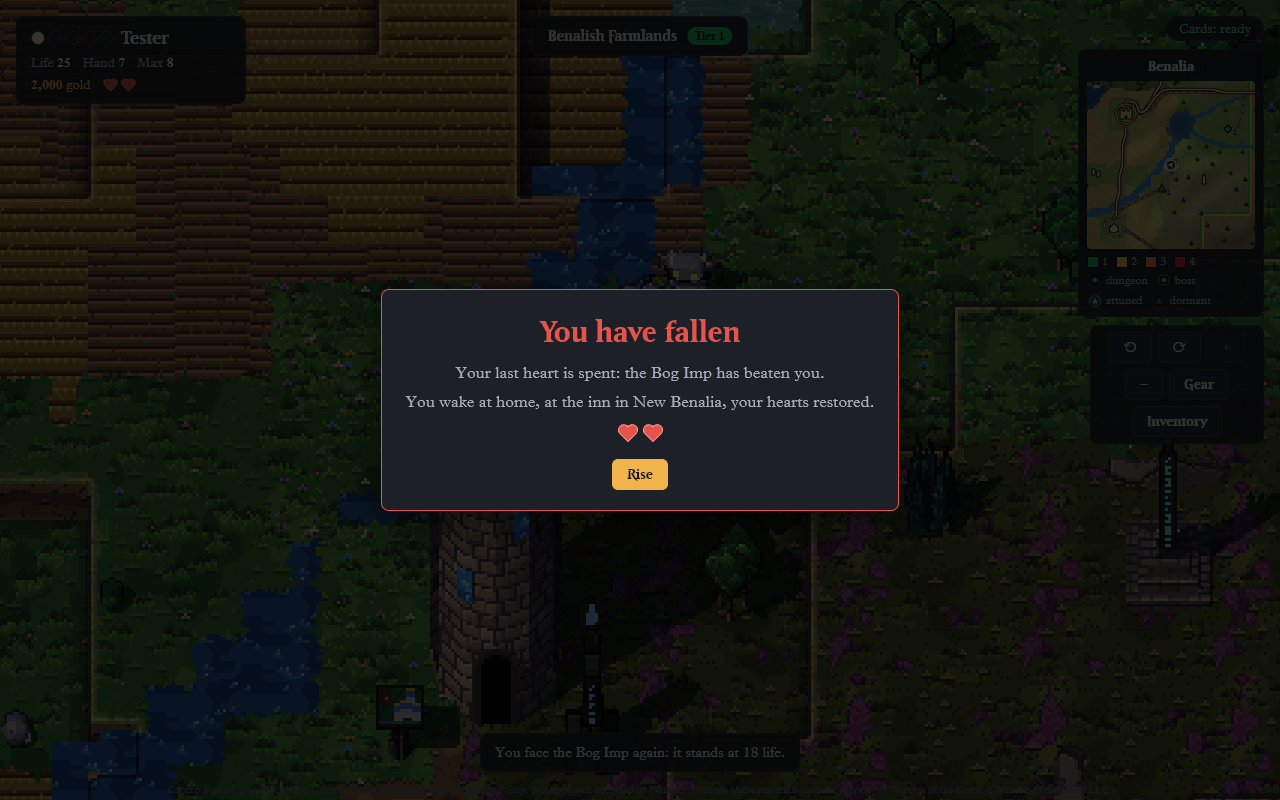 Tester
Life 25 Hand 7 Max 8
2,000 gold
Benalish Farmlands Tier 1
Cards: ready
Benalia
1 2 3 4
dungeon boss
attuned dormant
Gear
Inventory
You have fallen
Your last heart is spent: the Bog Imp has beaten you.
You wake at home, at the inn in New Benalia, your hearts restored.
Rise
You face the Bog Imp again: it stands at 18 life.